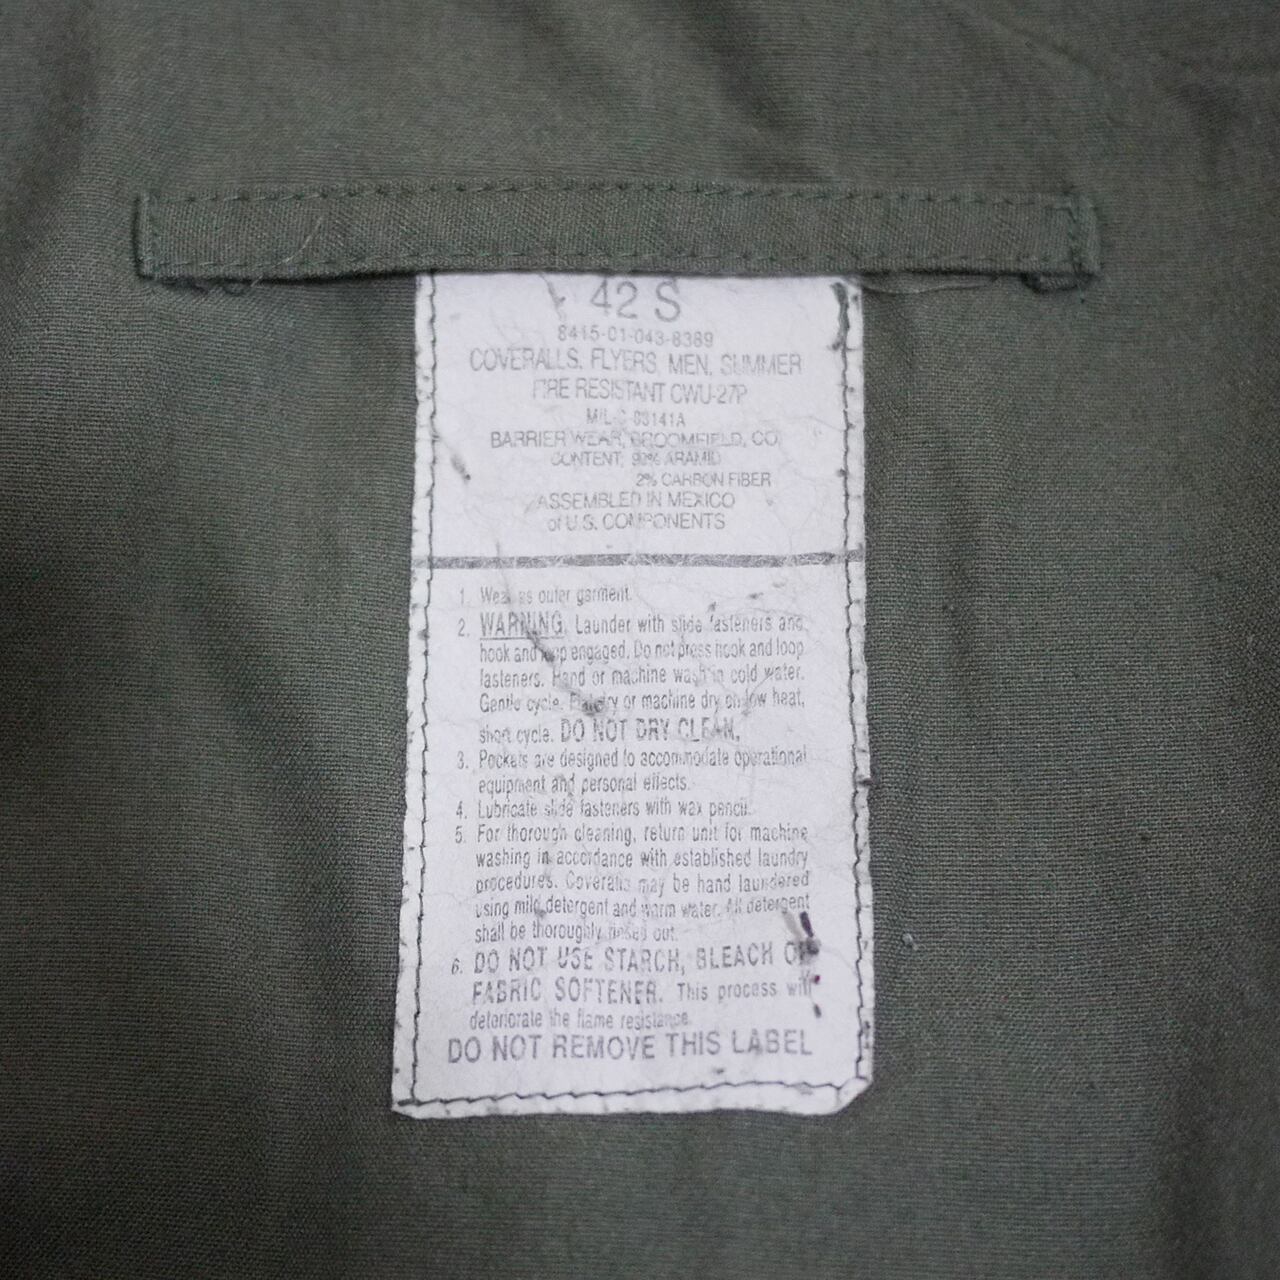 42 S
8415-01-043-8389
COVERALLS, FLYERS, MEN, SUMMER
FIRE RESISTANT CWU-27P
MIL-C-83141A
BARRIER WEAR, BROOMFIELD, CO,
CONTENT, ARAMID
2% CARBON FIBER
ASSEMBLED IN MEXICO
of U.S. COMPONENTS
1. Wear as outer garment.
2. WARNING, Launder with slide fasteners and
hook and loop engaged. Do not press hook and loop
fasteners. Hand or machine wash in cold water.
Gentle cycle. Flat dry or machine dry on low heat,
short cycle. DO NOT DRY CLEAN.
3. Pockets are designed to accommodate operational
equipment and personal effects.
4. Lubricate slide fasteners with wax pencil.
5. For thorough cleaning, return unit for machine
washing in accordance with established laundry
procedures. Coveralls may be hand laundered
using mild detergent and warm water. All detergent
shall be thoroughly rinsed out.
6. DO NOT USE STARCH, BLEACH OR
FABRIC SOFTENER. This process will
deteriorate the flame resistance.
DO NOT REMOVE THIS LABEL